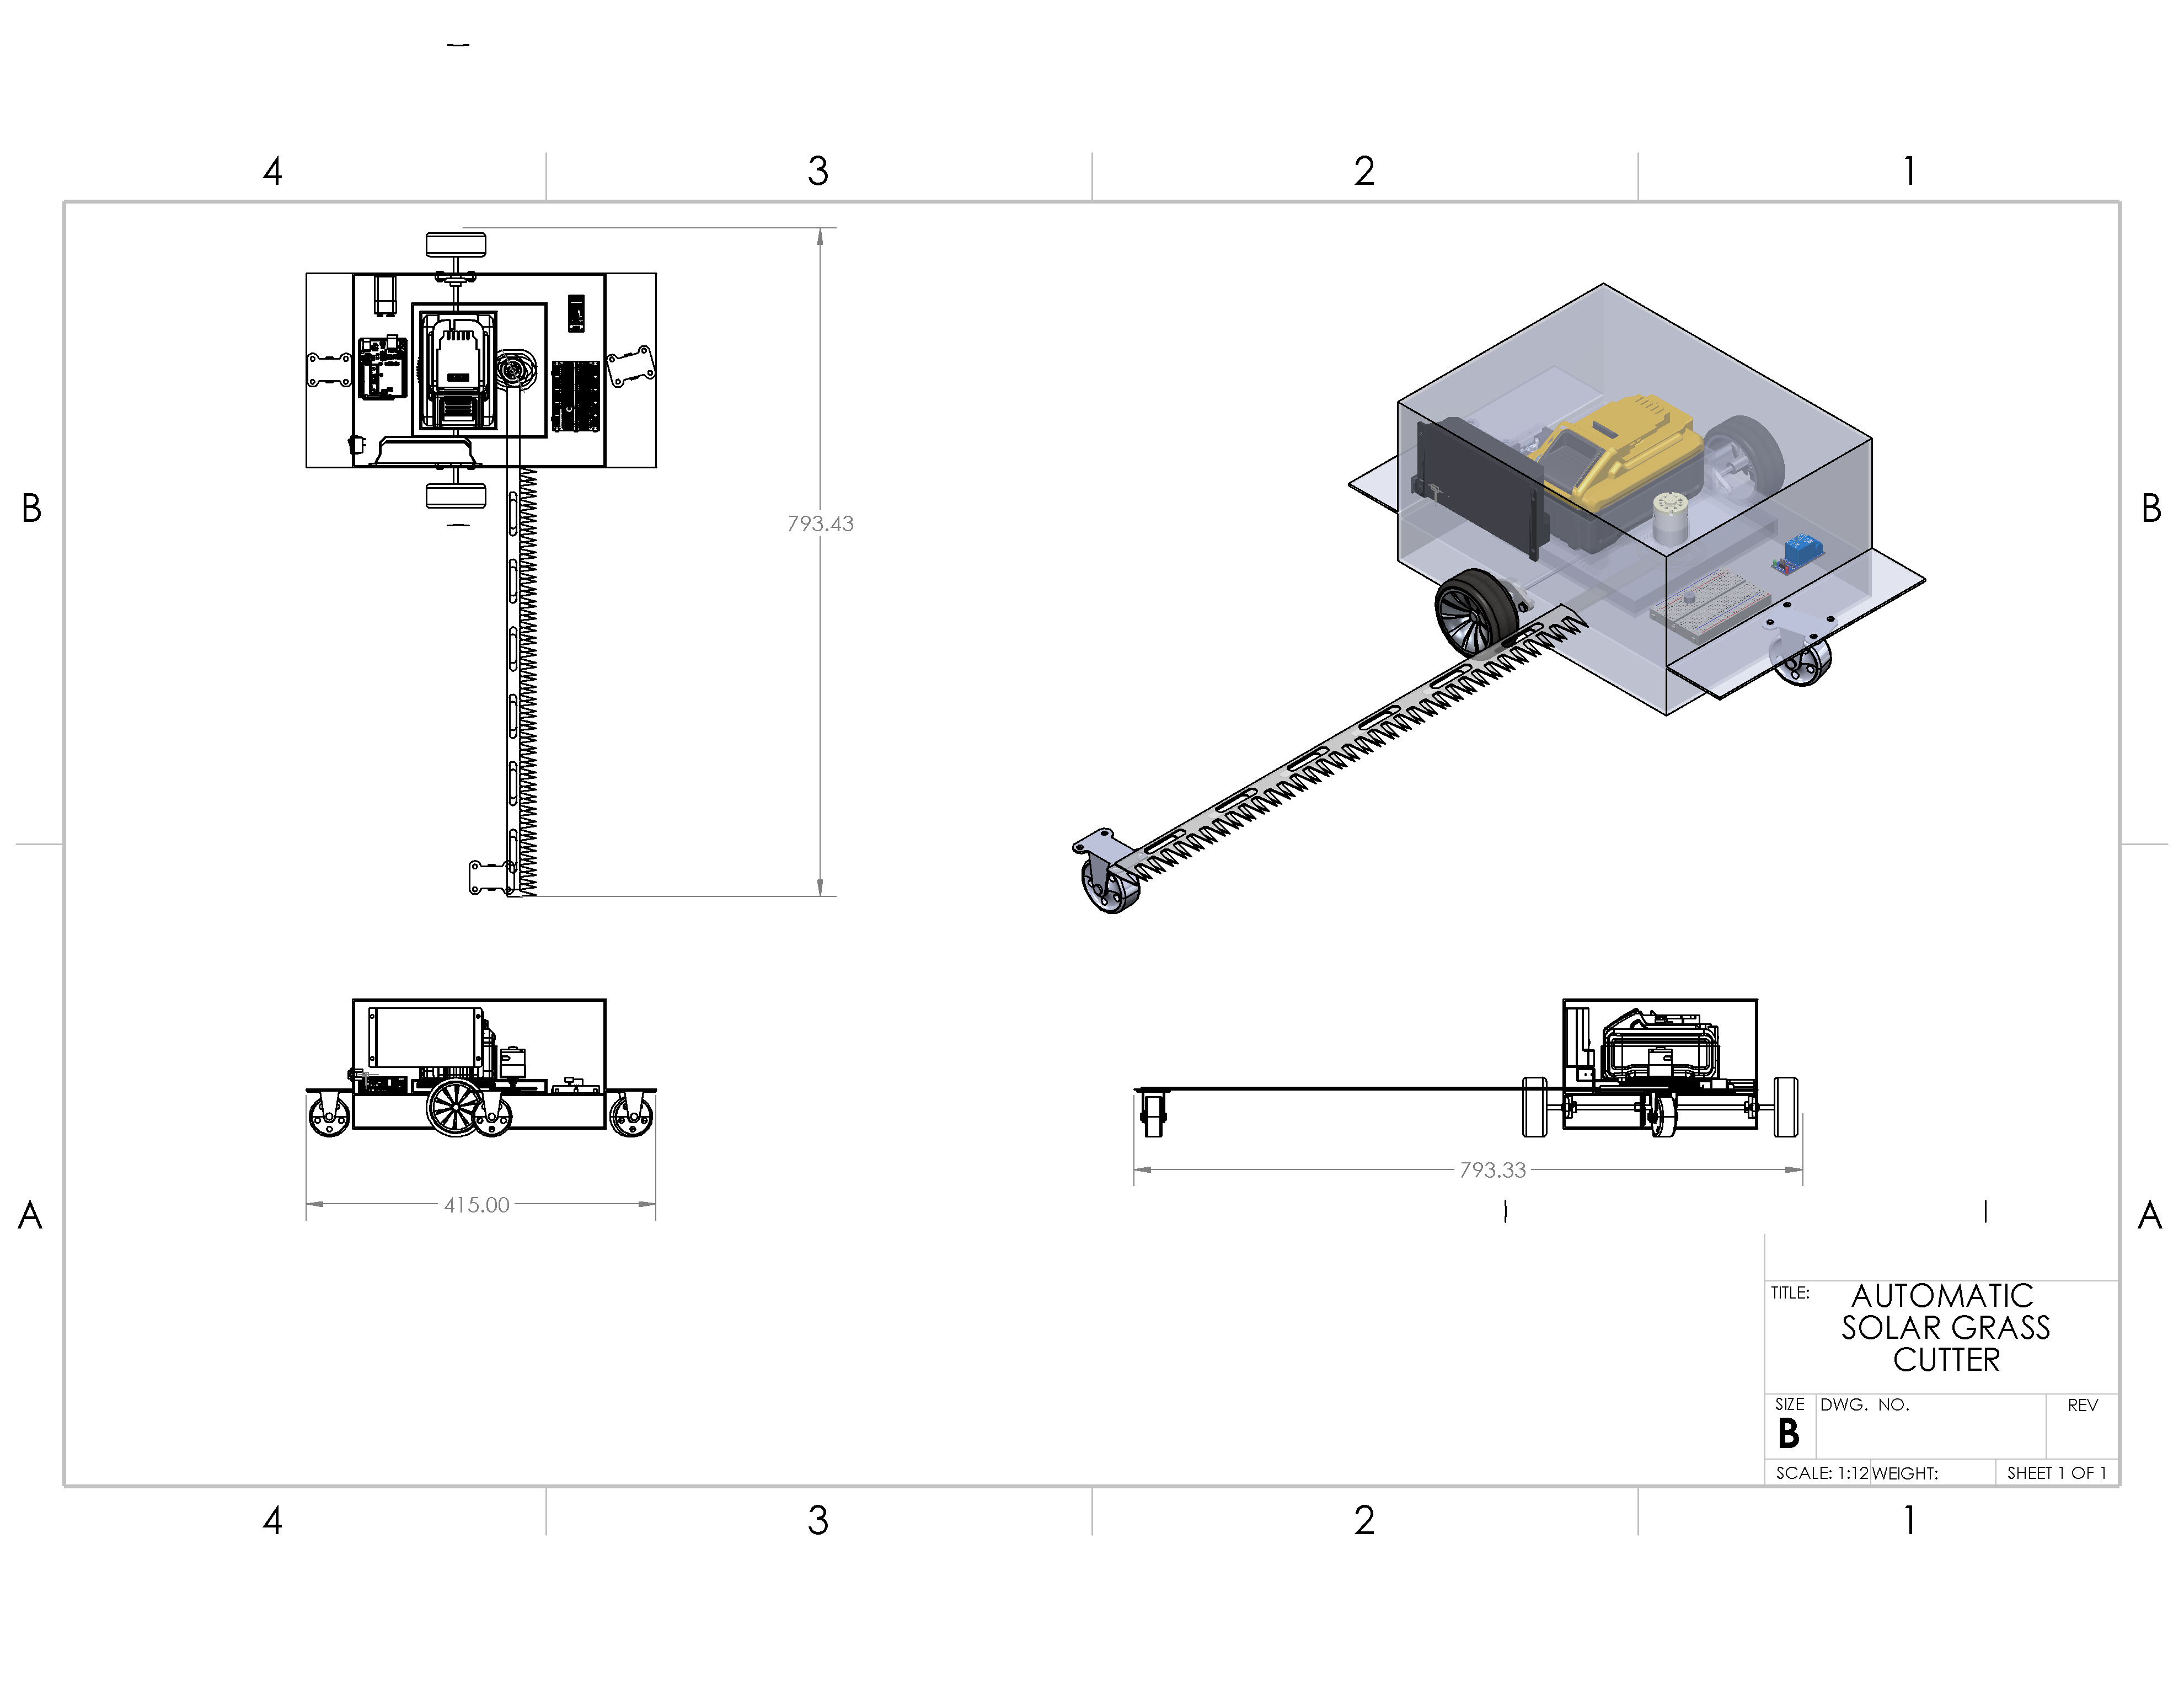 4 3 2 1
B B
793.43
793.33
415.00
A A
TITLE: AUTOMATIC
SOLAR GRASS
CUTTER
SIZE DWG. NO. REV
B
SCALE: 1:12 WEIGHT: SHEET 1 OF 1
4 3 2 1